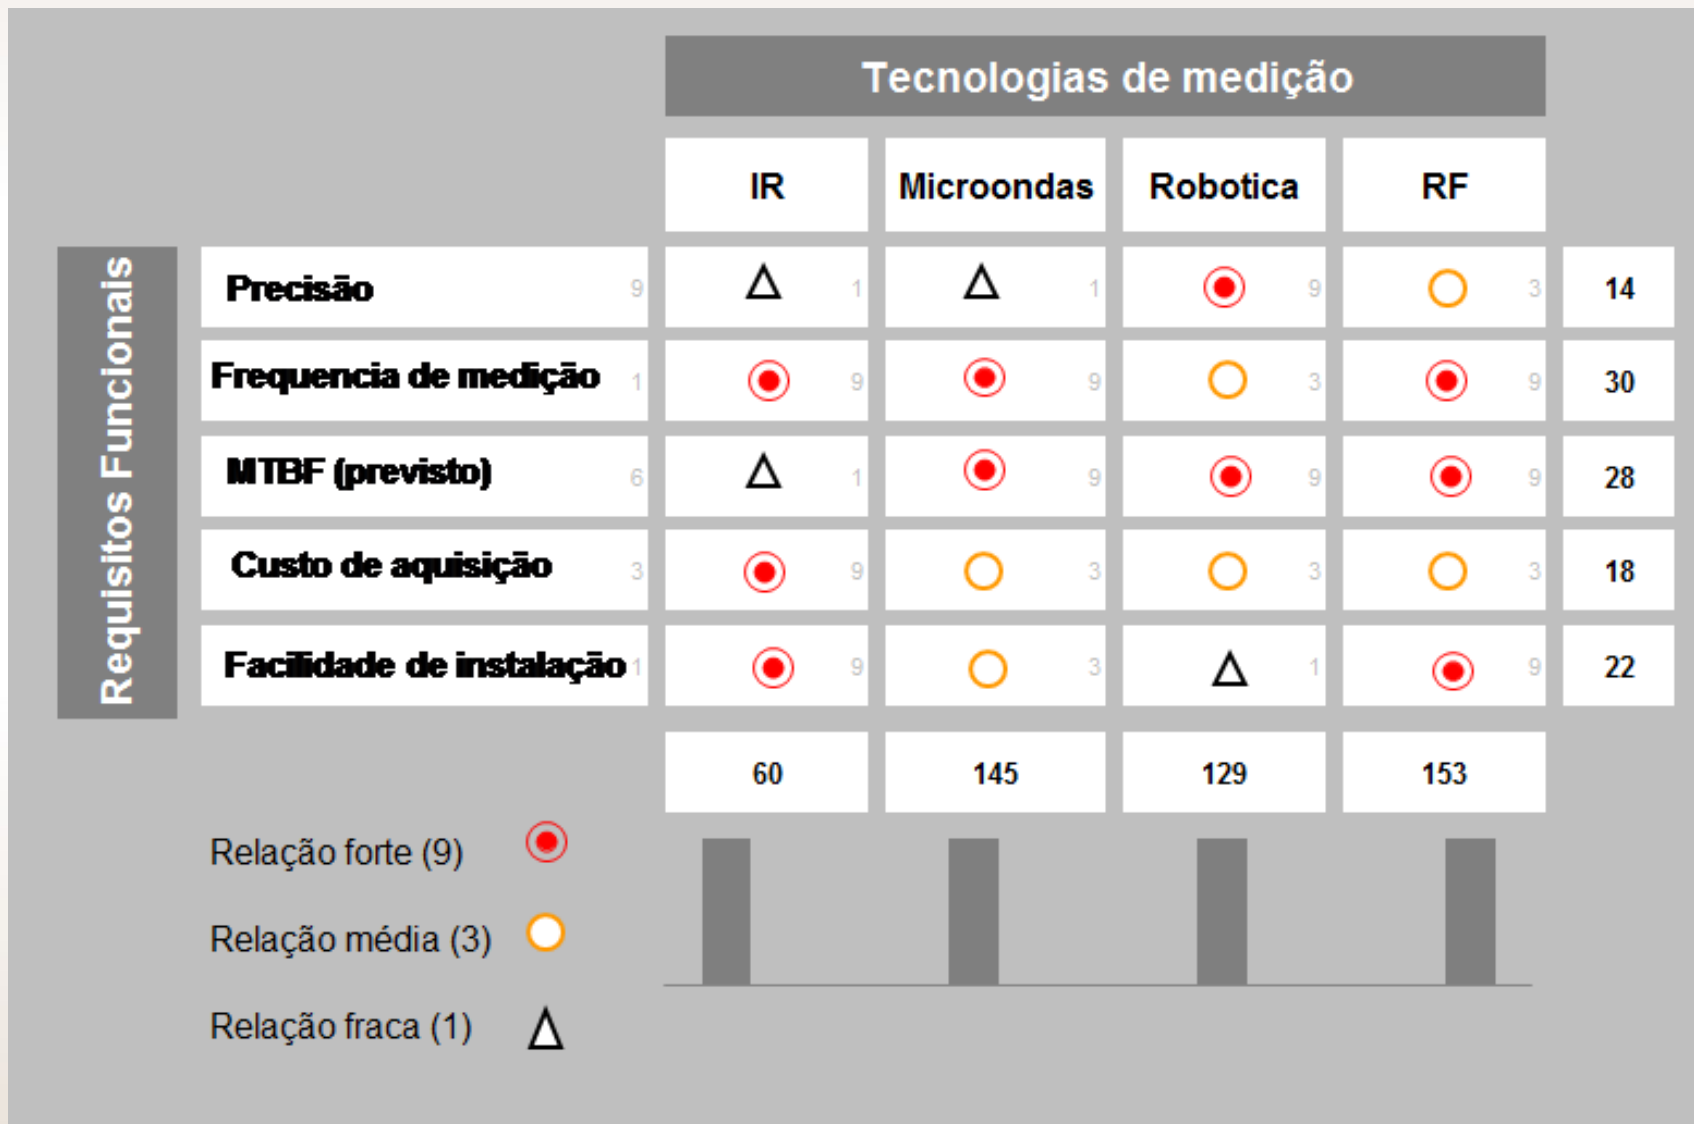 Tecnologias de medição
IR Microondas Robotica RF
Requisitos Funcionais
Precisão 9 1 1 9 3 14
Frequencia de medição 1 9 9 3 9 30
MTBF (previsto) 6 1 9 9 9 28
Custo de aquisição 3 9 3 3 3 18
Facilidade de instalação 1 9 3 1 9 22
60 145 129 153
Relação forte (9)
Relação média (3)
Relação fraca (1)